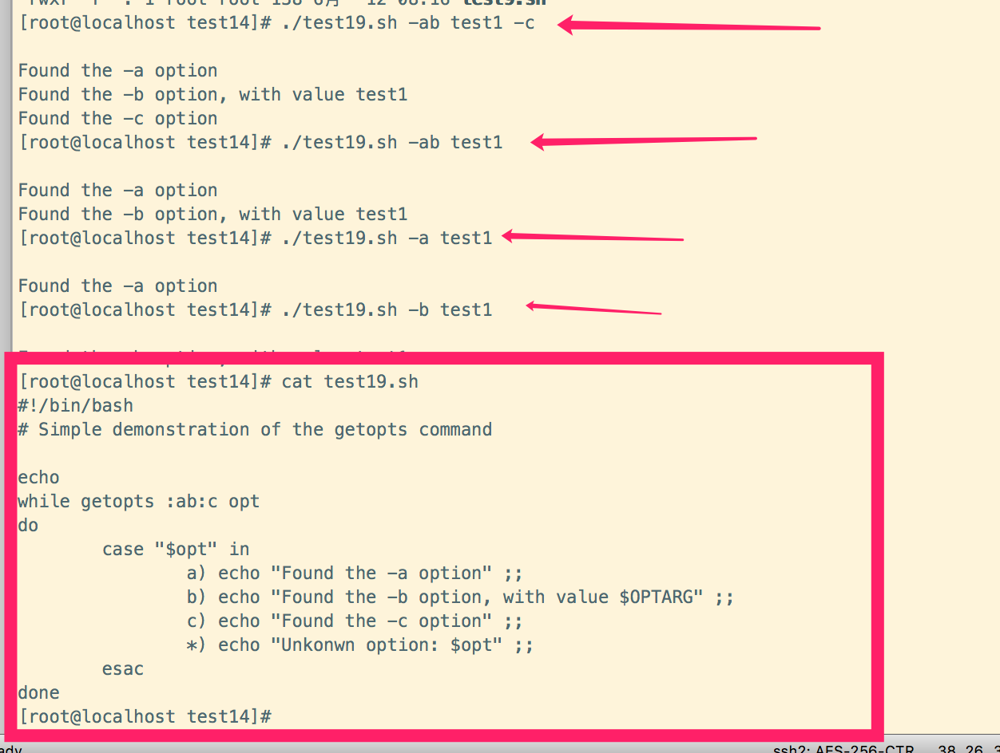 [root@localhost test14]# ./test19.sh -ab test1 -c
Found the -a option
Found the -b option, with value test1
Found the -c option
[root@localhost test14]# ./test19.sh -ab test1
Found the -a option
Found the -b option, with value test1
[root@localhost test14]# ./test19.sh -a test1
Found the -a option
[root@localhost test14]# ./test19.sh -b test1
[root@localhost test14]# cat test19.sh
#!/bin/bash
# Simple demonstration of the getopts command
echo
while getopts :ab:c opt
do
case "$opt" in
a) echo "Found the -a option" ;;
b) echo "Found the -b option, with value $OPTARG" ;;
c) echo "Found the -c option" ;;
*) echo "Unkonwn option: $opt" ;;
esac
done
[root@localhost test14]#
ssh2: AES-256-CTR 38, 26